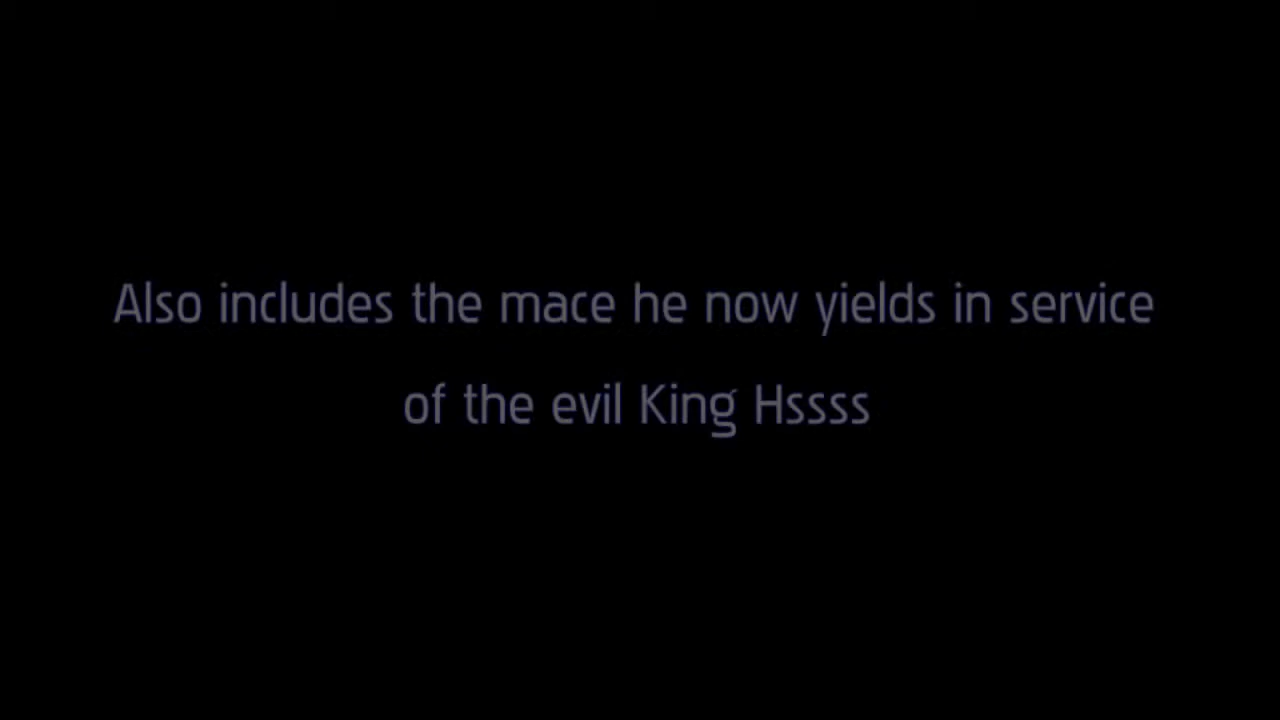 Also includes the mace he now yields in service
of the evil King Hssss